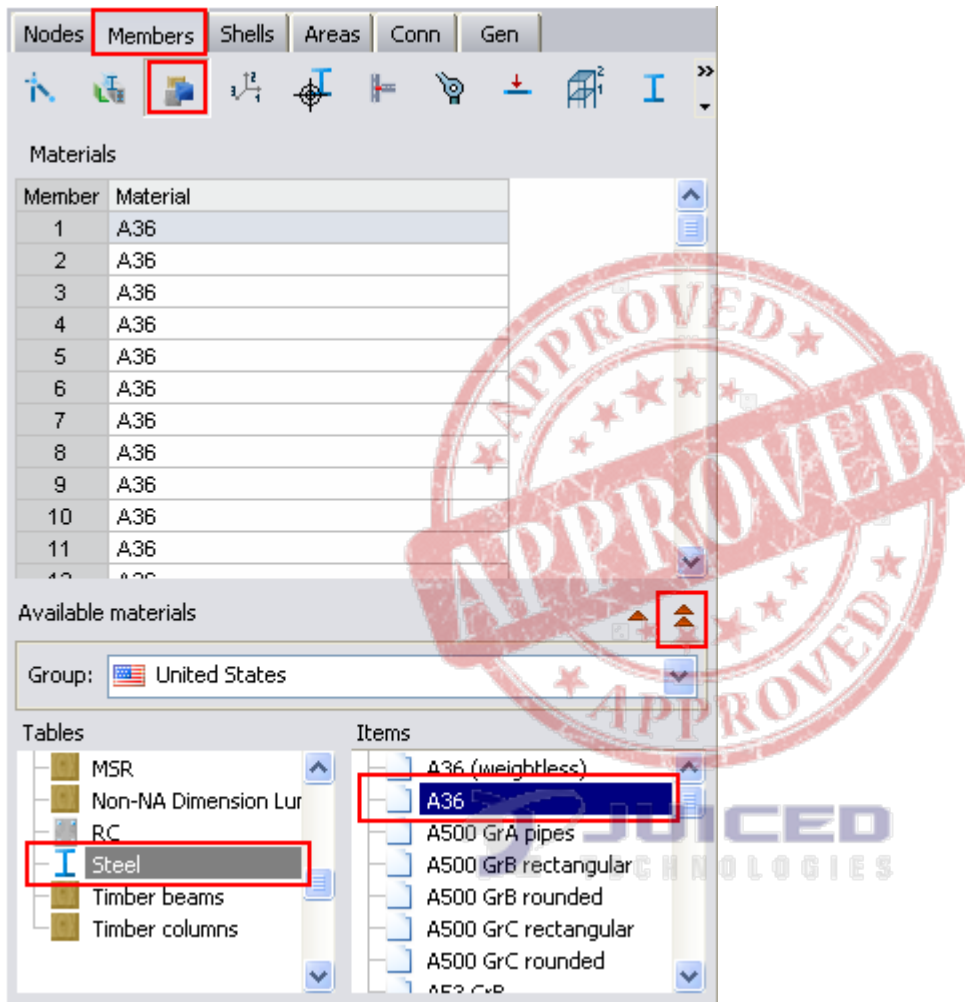 Nodes Members Shells Areas Conn Gen
Materials
Member Material
1 A36
2 A36
3 A36
4 A36
5 A36
6 A36
7 A36
8 A36
9 A36
10 A36
11 A36
APPROVED
APPROVED
APPROVED
Available materials
Group: United States
Tables Items
MSR A36 (weightless)
Non-NA Dimension Lur A36
RC A500 GrA pipes
Steel A500 GrB rectangular
Timber beams A500 GrB rounded
Timber columns A500 GrC rectangular
A500 GrC rounded
A53 GrB
JUICED
TECHNOLOGIES